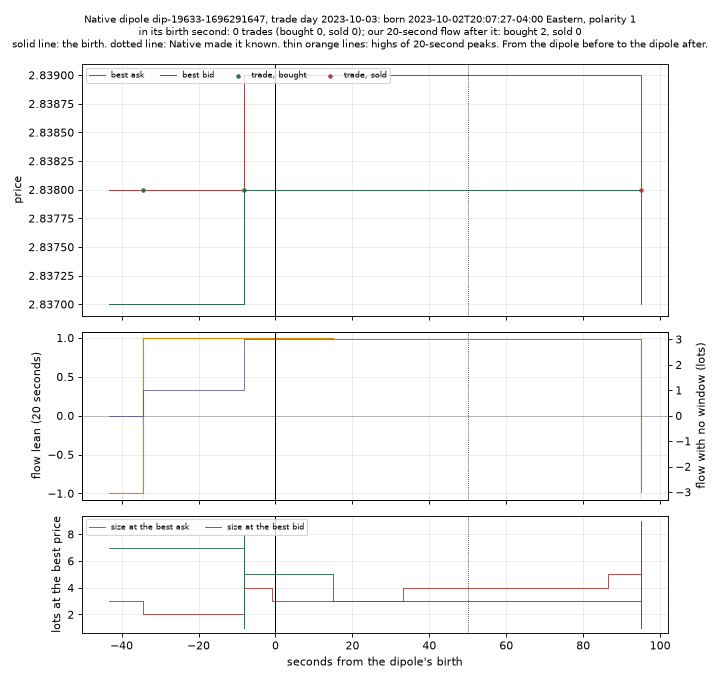 Native dipole dip-19633-1696291647, trade day 2023-10-03: born 2023-10-02T20:07:27-04:00 Eastern, polarity 1
in its birth second: 0 trades (bought 0, sold 0); our 20-second flow after it: bought 2, sold 0
solid line: the birth. dotted line: Native made it known. thin orange lines: highs of 20-second peaks. From the dipole before to the dipole after.
best ask
best bid
trade, bought
trade, sold
2.83900
2.83875
2.83850
2.83825
2.83800
2.83775
2.83750
2.83725
2.83700
price
1.0
0.5
0.0
−0.5
−1.0
flow lean (20 seconds)
3
2
1
0
−1
−2
−3
flow with no window (lots)
size at the best ask
size at the best bid
8
6
4
2
lots at the best price
−40
−20
0
20
40
60
80
100
seconds from the dipole's birth